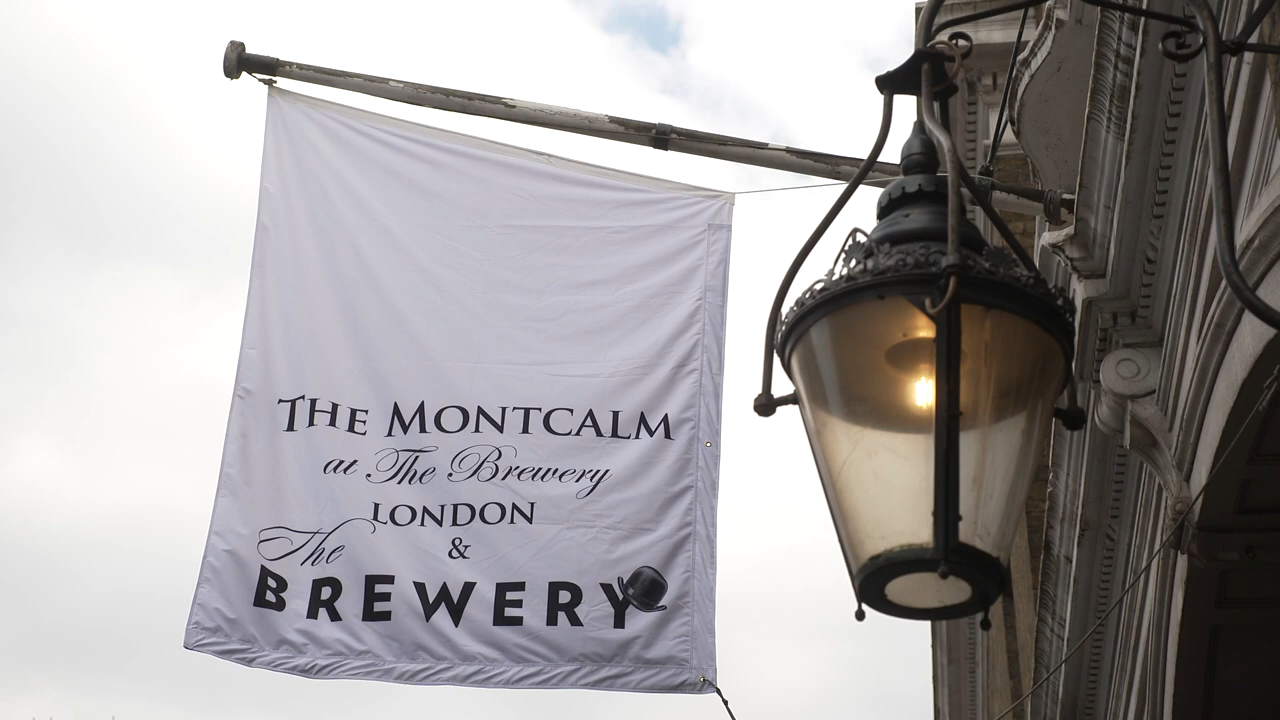 THE MONTCALM
at The Brewery
LONDON
&
The
BREWERY